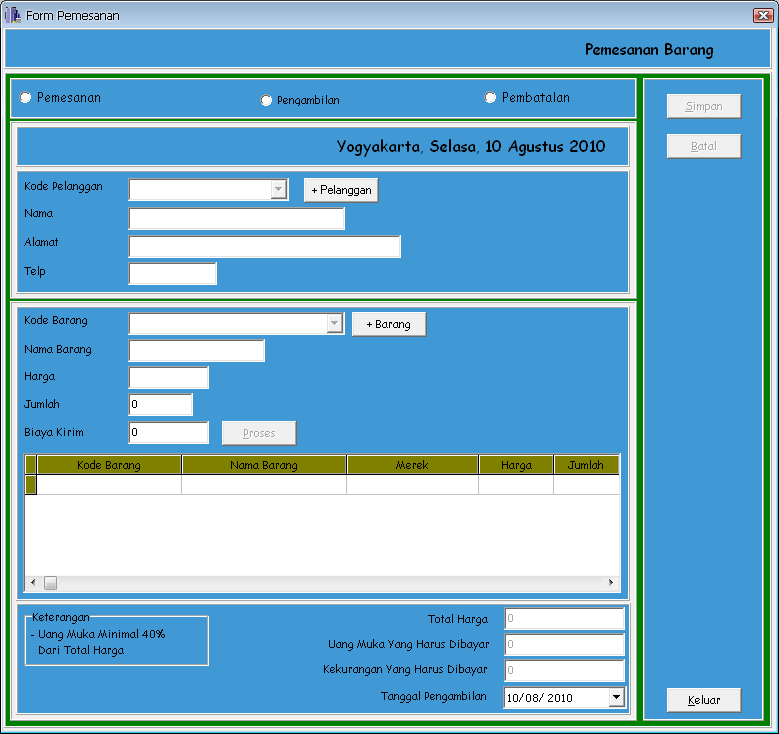 Form Pemesanan
Pemesanan Barang
Pemesanan Pengambilan Pembatalan
Simpan
Batal
Yogyakarta, Selasa, 10 Agustus 2010
Kode Pelanggan + Pelanggan
Nama
Alamat
Telp
Kode Barang + Barang
Nama Barang
Harga
Jumlah 0
Biaya Kirim 0 Proses
Kode Barang Nama Barang Merek Harga Jumlah
Keterangan
- Uang Muka Minimal 40%
Dari Total Harga
Total Harga 0
Uang Muka Yang Harus Dibayar 0
Kekurangan Yang Harus Dibayar 0
Tanggal Pengambilan 10/08/2010
Keluar